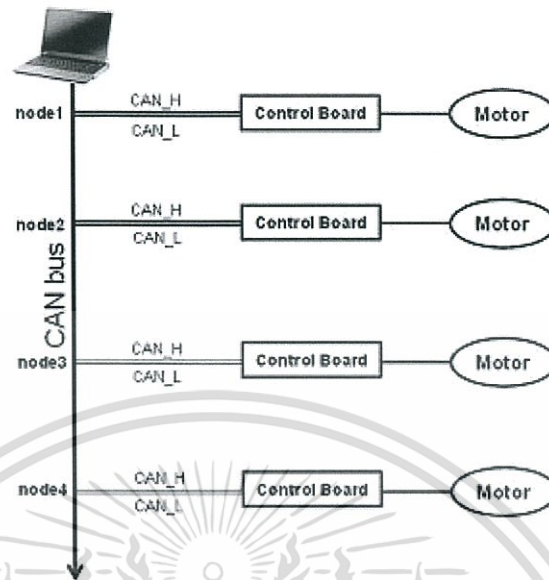 CAN_H
node1 Control Board Motor
CAN_L
CAN_H
node2 Control Board Motor
CAN_L
CAN bus
CAN_H
node3 Control Board Motor
CAN_L
CAN_H
node4 Control Board Motor
CAN_L